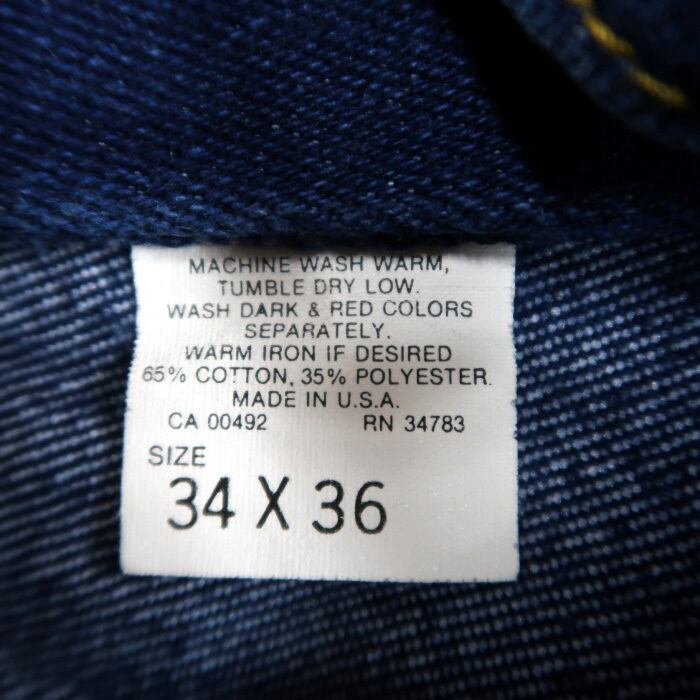 MACHINE WASH WARM,
TUMBLE DRY LOW.
WASH DARK & RED COLORS
SEPARATELY.
WARM IRON IF DESIRED
65% COTTON, 35% POLYESTER.
MADE IN U.S.A.
CA 00492 RN 34783
SIZE
34 X 36